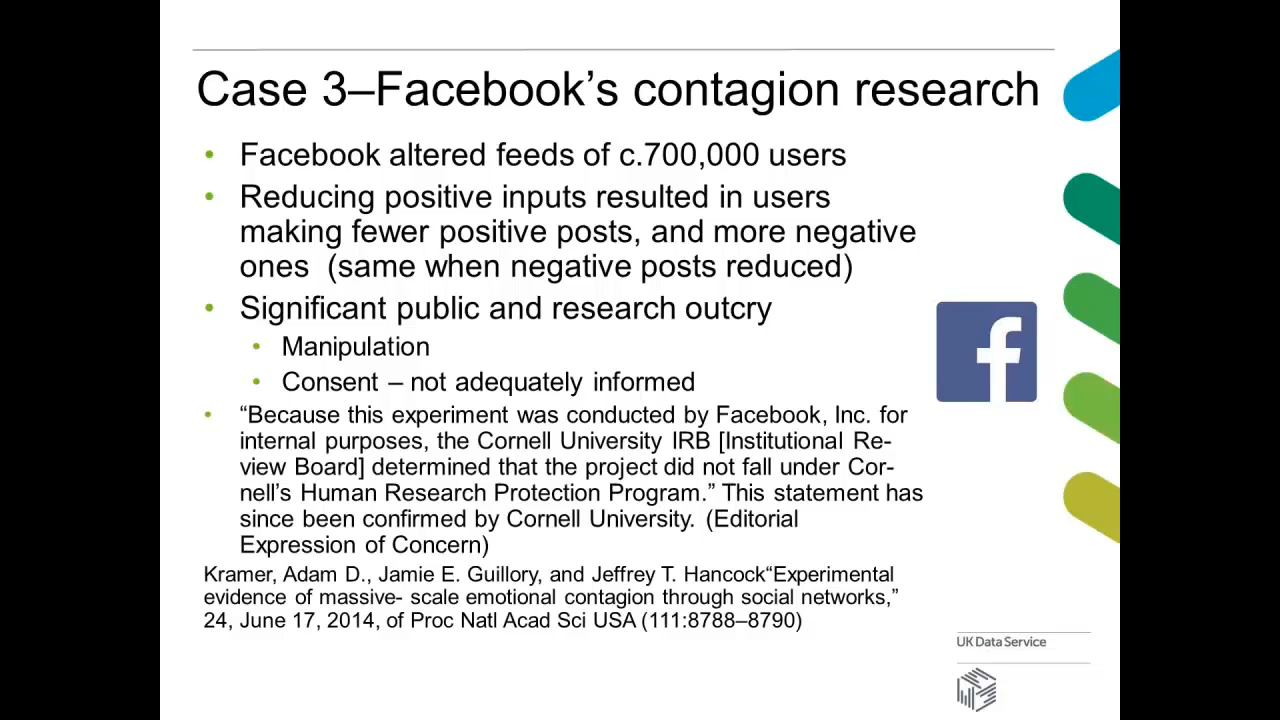 Case 3–Facebook’s contagion research
• Facebook altered feeds of c.700,000 users
• Reducing positive inputs resulted in users
making fewer positive posts, and more negative
ones  (same when negative posts reduced)
• Significant public and research outcry
• Manipulation
• Consent – not adequately informed
• “Because this experiment was conducted by Facebook, Inc. for
internal purposes, the Cornell University IRB [Institutional Re-
view Board] determined that the project did not fall under Cor-
nell’s Human Research Protection Program.” This statement has
since been confirmed by Cornell University. (Editorial
Expression of Concern)
Kramer, Adam D., Jamie E. Guillory, and Jeffrey T. Hancock“Experimental
evidence of massive- scale emotional contagion through social networks,”
24, June 17, 2014, of Proc Natl Acad Sci USA (111:8788–8790)
f
UK Data Service